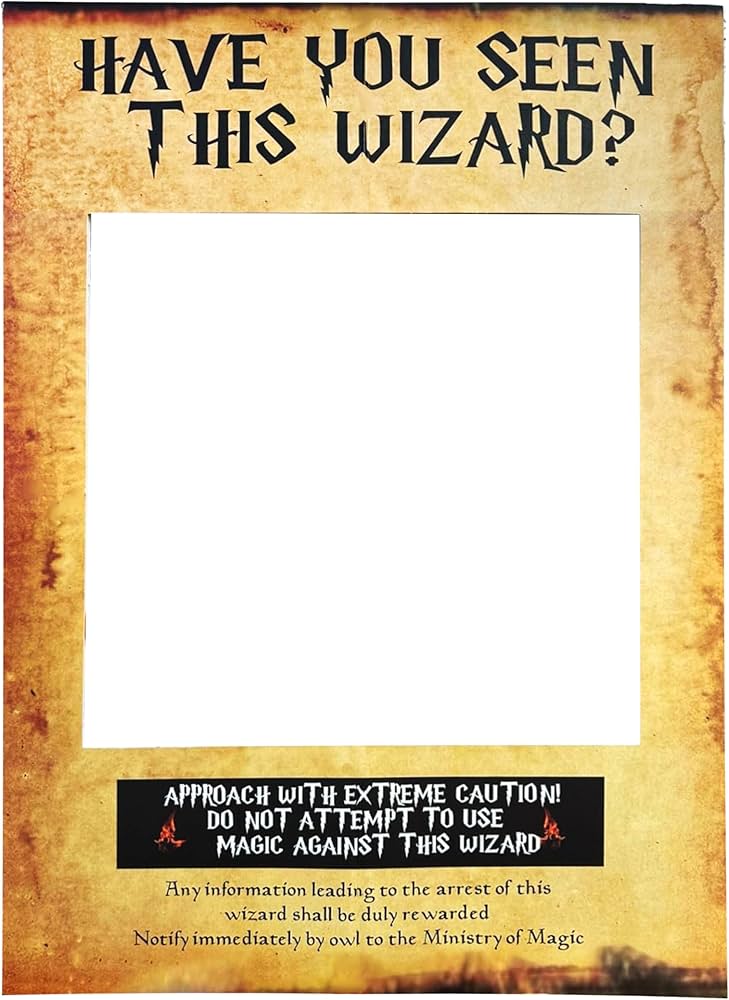 HAVE YOU SEEN
THIS WIZARD?
APPROACH WITH EXTREME CAUTION!
DO NOT ATTEMPT TO USE
MAGIC AGAINST THIS WIZARD
Any information leading to the arrest of this
wizard shall be duly rewarded
Notify immediately by owl to the Ministry of Magic